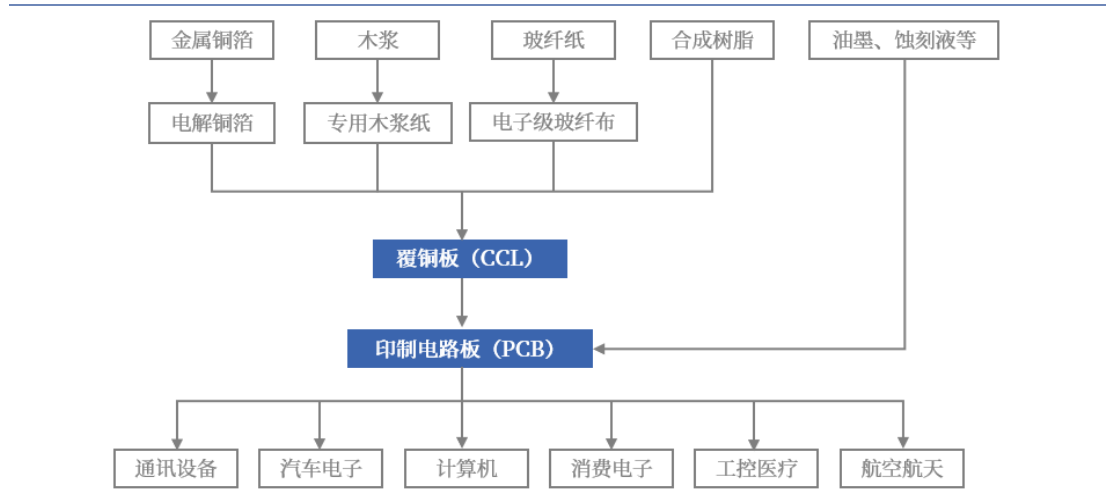 金属铜箔
木浆
玻纤纸
合成树脂
油墨、蚀刻液等
电解铜箔
专用木浆纸
电子级玻纤布
覆铜板（CCL）
印制电路板（PCB）
通讯设备
汽车电子
计算机
消费电子
工控医疗
航空航天